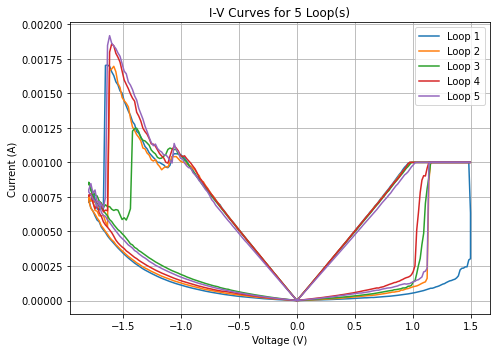 I-V Curves for 5 Loop(s)
Current (A)
0.00200
0.00175
0.00150
0.00125
0.00100
0.00075
0.00050
0.00025
0.00000
Loop 1
Loop 2
Loop 3
Loop 4
Loop 5
−1.5 −1.0 −0.5 0.0 0.5 1.0 1.5
Voltage (V)